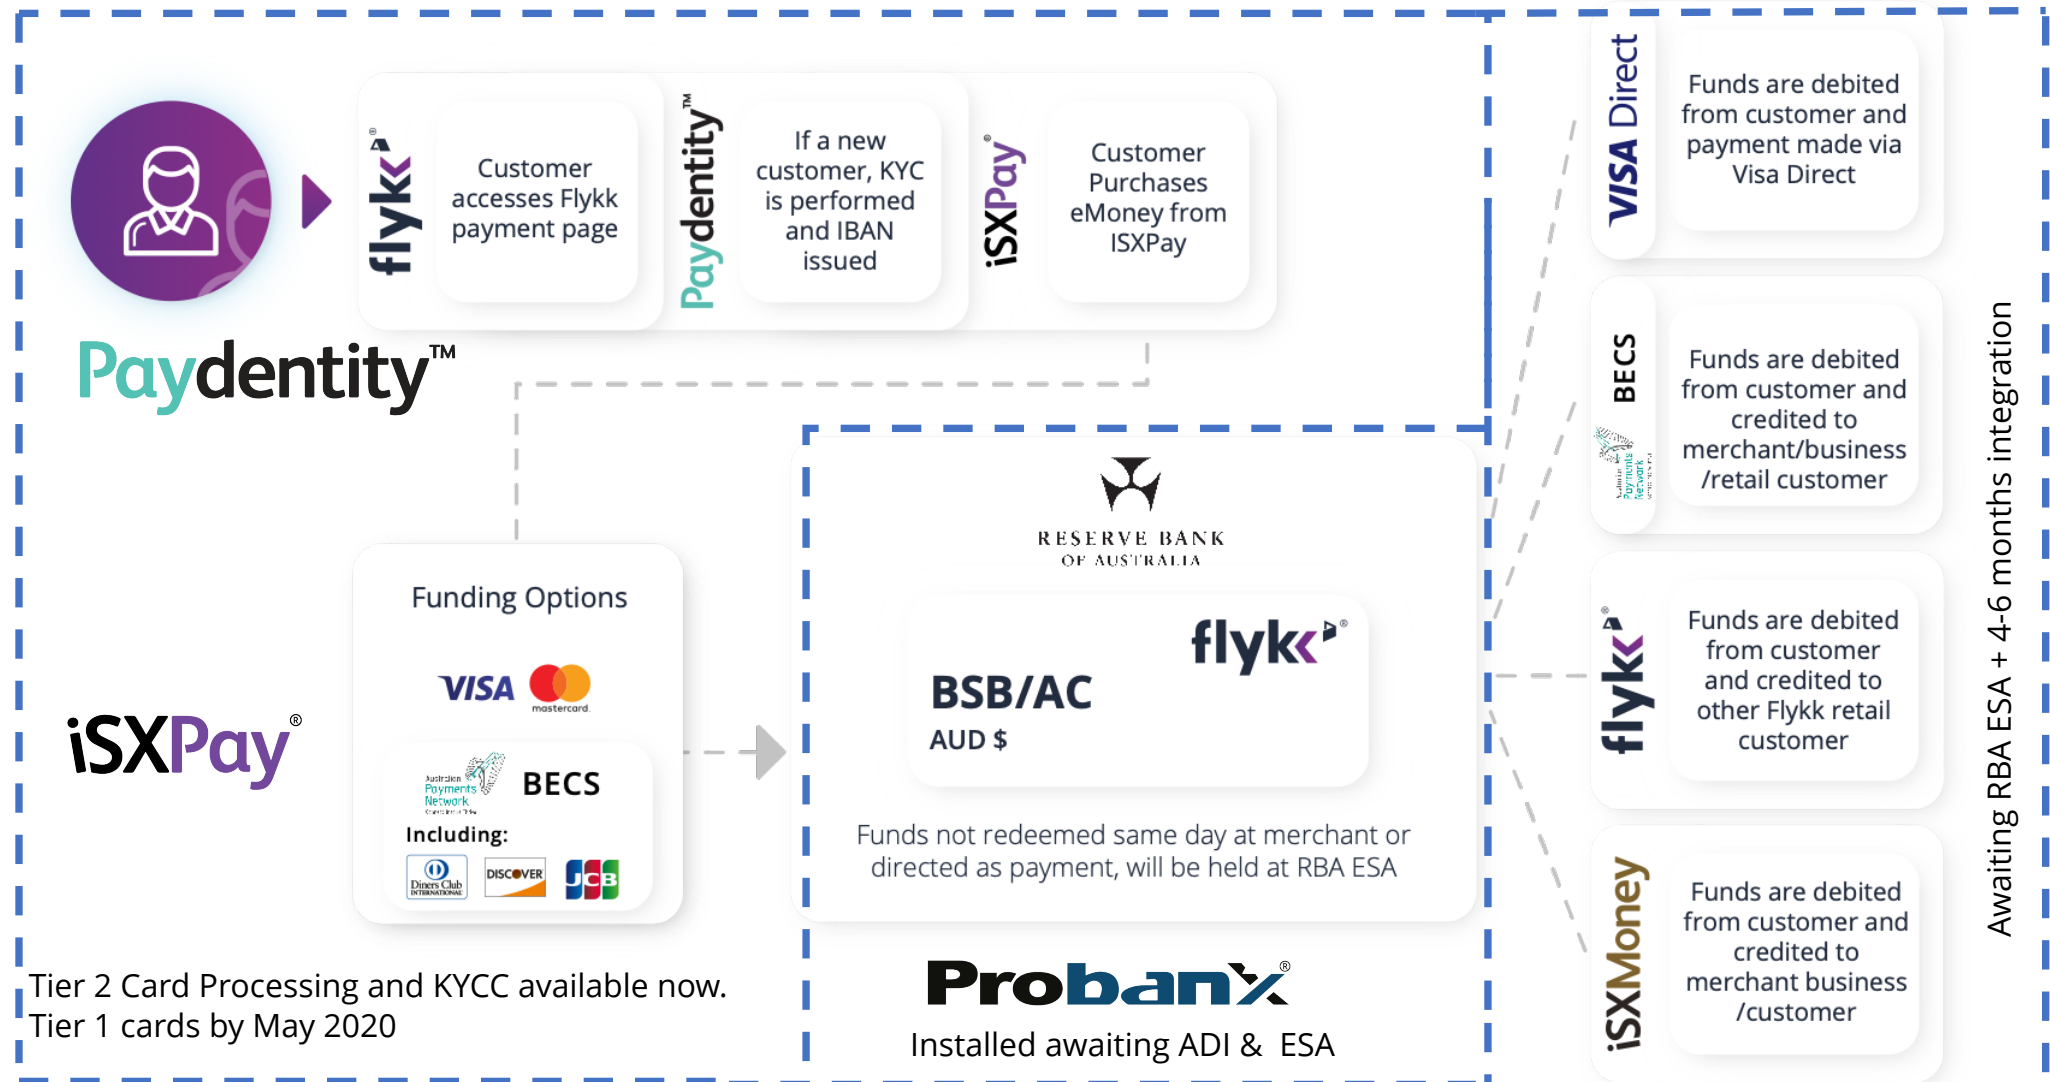 flykk®
Customer
accesses Flykk
payment page
Paydentity™
If a new
customer, KYC
is performed
and IBAN
issued
iSXPay®
Customer
Purchases
eMoney from
ISXPay
Paydentity™
Funding Options
VISA
mastercard.
Australian
Payments
Network
BECS
Including:
Diners Club
INTERNATIONAL
DISCOVER
JCB
iSXPay®
Tier 2 Card Processing and KYCC available now.
Tier 1 cards by May 2020
RESERVE BANK
OF AUSTRALIA
flykk®
BSB/AC
AUD $
Funds not redeemed same day at merchant or
directed as payment, will be held at RBA ESA
Probanx®
Installed awaiting ADI & ESA
VISA Direct
Funds are debited
from customer and
payment made via
Visa Direct
BECS
Payments
Network
Funds are debited
from customer and
credited to
merchant/business
/retail customer
flykk®
Funds are debited
from customer
and credited to
other Flykk retail
customer
iSXMoney
Funds are debited
from customer and
credited to
merchant business
/customer
Awaiting RBA ESA + 4-6 months integration